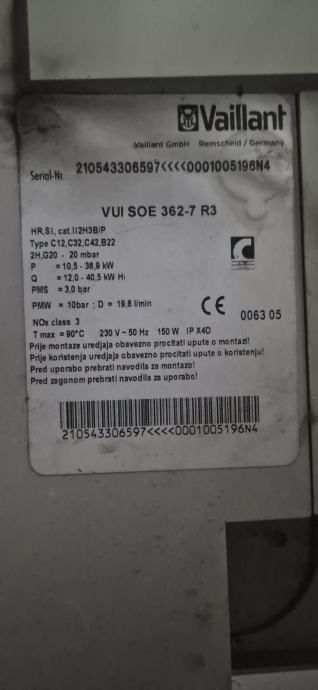 Vaillant
Vaillant GmbH Remscheid / Germany
Serial-Nr. 210543306597<<<<0001005196N4
VUI SOE 362-7 R3
HR,SI, cat.II2H3B/P
Type C12,C32,C42,B22
2H,G20 - 20 mbar
P = 10,5 - 36,9 kW
Q = 12,0 - 40,5 kW Hi
PMS = 3,0 bar
PMW = 10bar ; D = 19,6 l/min
CE 0063 05
NOx class 3
T max = 90°C 230 V ~ 50 Hz 150 W IP X4D
Prije montaze uredjaja obavezno procitati upute o montazi!
Prije koristenja uredjaja obavezno procitati upute o koristenju!
Pred uporabo prebrati navodila za montazo!
Pred zagonom prebrati navodila za uporabo!
210543306597<<<<0001005196N4